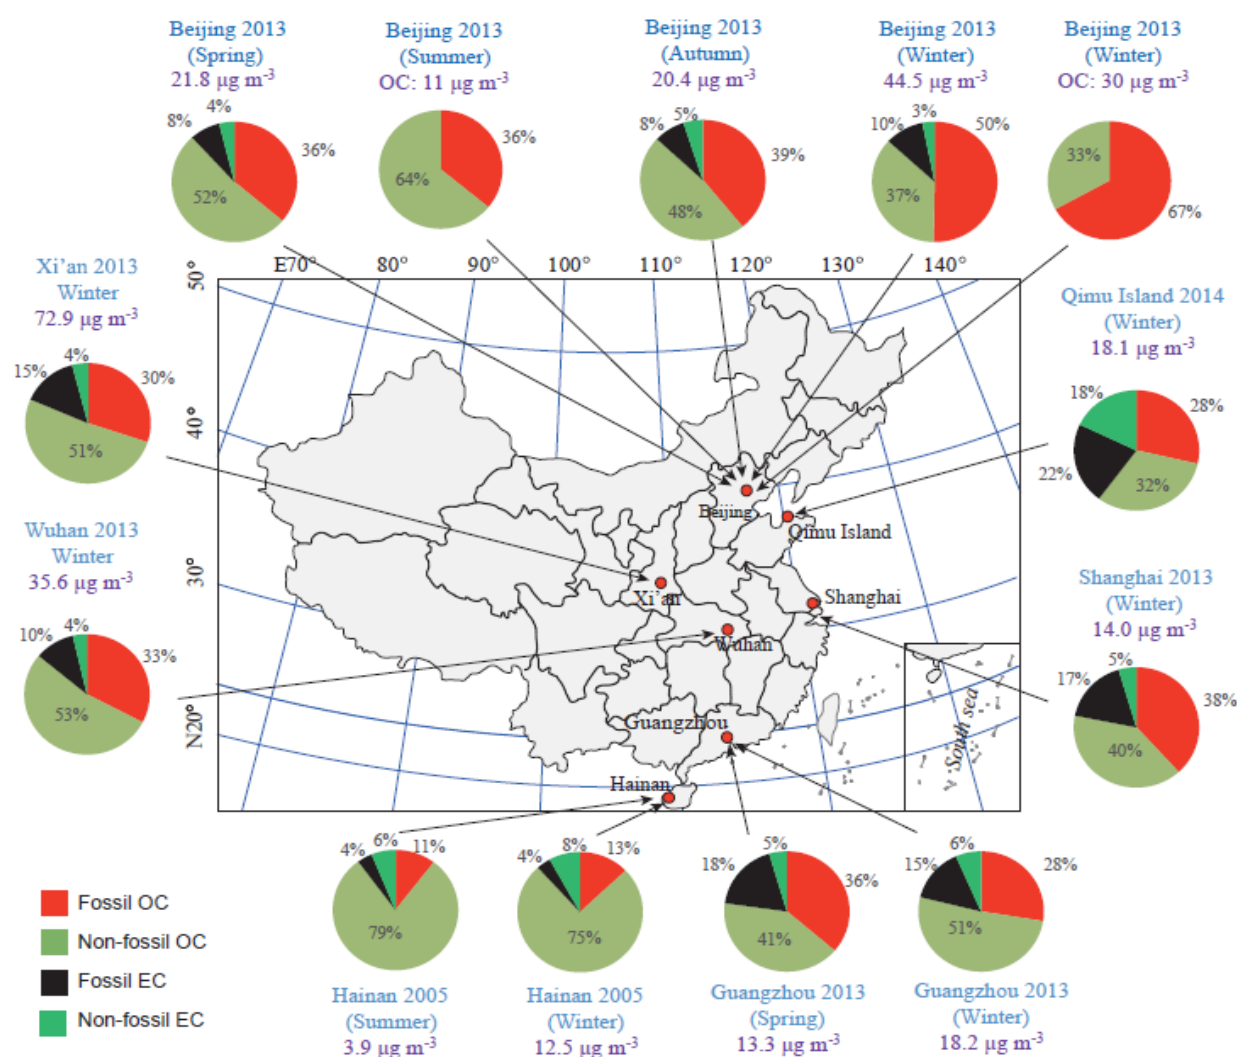 Beijing 2013
(Spring)
21.8 µg m-3
4%
8%
36%
52%
Beijing 2013
(Summer)
OC: 11 µg m-3
36%
64%
Beijing 2013
(Autumn)
20.4 µg m-3
5%
8%
39%
48%
Beijing 2013
(Winter)
44.5 µg m-3
3%
10%
50%
37%
Beijing 2013
(Winter)
OC: 30 µg m-3
33%
67%
Xi'an 2013
Winter
72.9 µg m-3
4%
15%
30%
51%
Wuhan 2013
Winter
35.6 µg m-3
4%
10%
33%
53%
E70° 80° 90° 100° 110° 120° 130° 140°
50°
40°
30°
N20°
Beijing
Qimu Island
Xi'an
Shanghai
Wuhan
Guangzhou
Hainan
South sea
Qimu Island 2014
(Winter)
18.1 µg m-3
18%
28%
22%
32%
Shanghai 2013
(Winter)
14.0 µg m-3
5%
17%
38%
40%
4% 6% 11%
79%
Hainan 2005
(Summer)
3.9 µg m-3
4% 8% 13%
75%
Hainan 2005
(Winter)
12.5 µg m-3
5%
18%
36%
41%
Guangzhou 2013
(Spring)
13.3 µg m-3
6%
15%
28%
51%
Guangzhou 2013
(Winter)
18.2 µg m-3
Fossil OC
Non-fossil OC
Fossil EC
Non-fossil EC